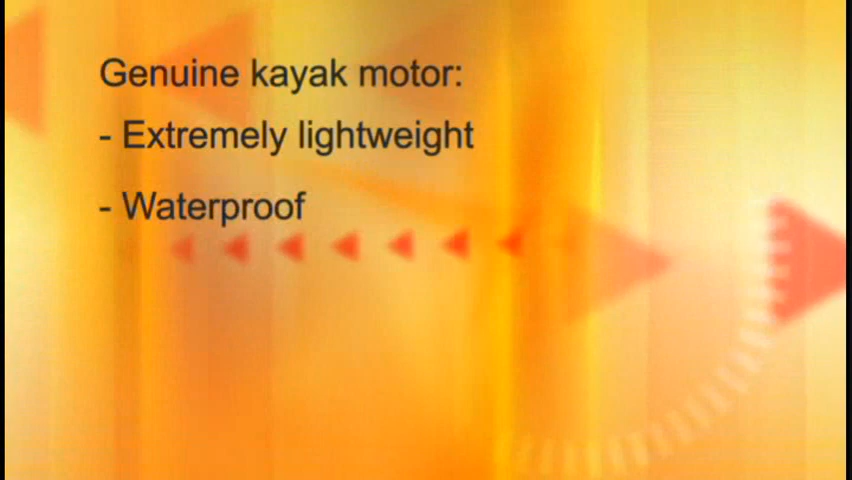 Genuine kayak motor:
- Extremely lightweight
- Waterproof